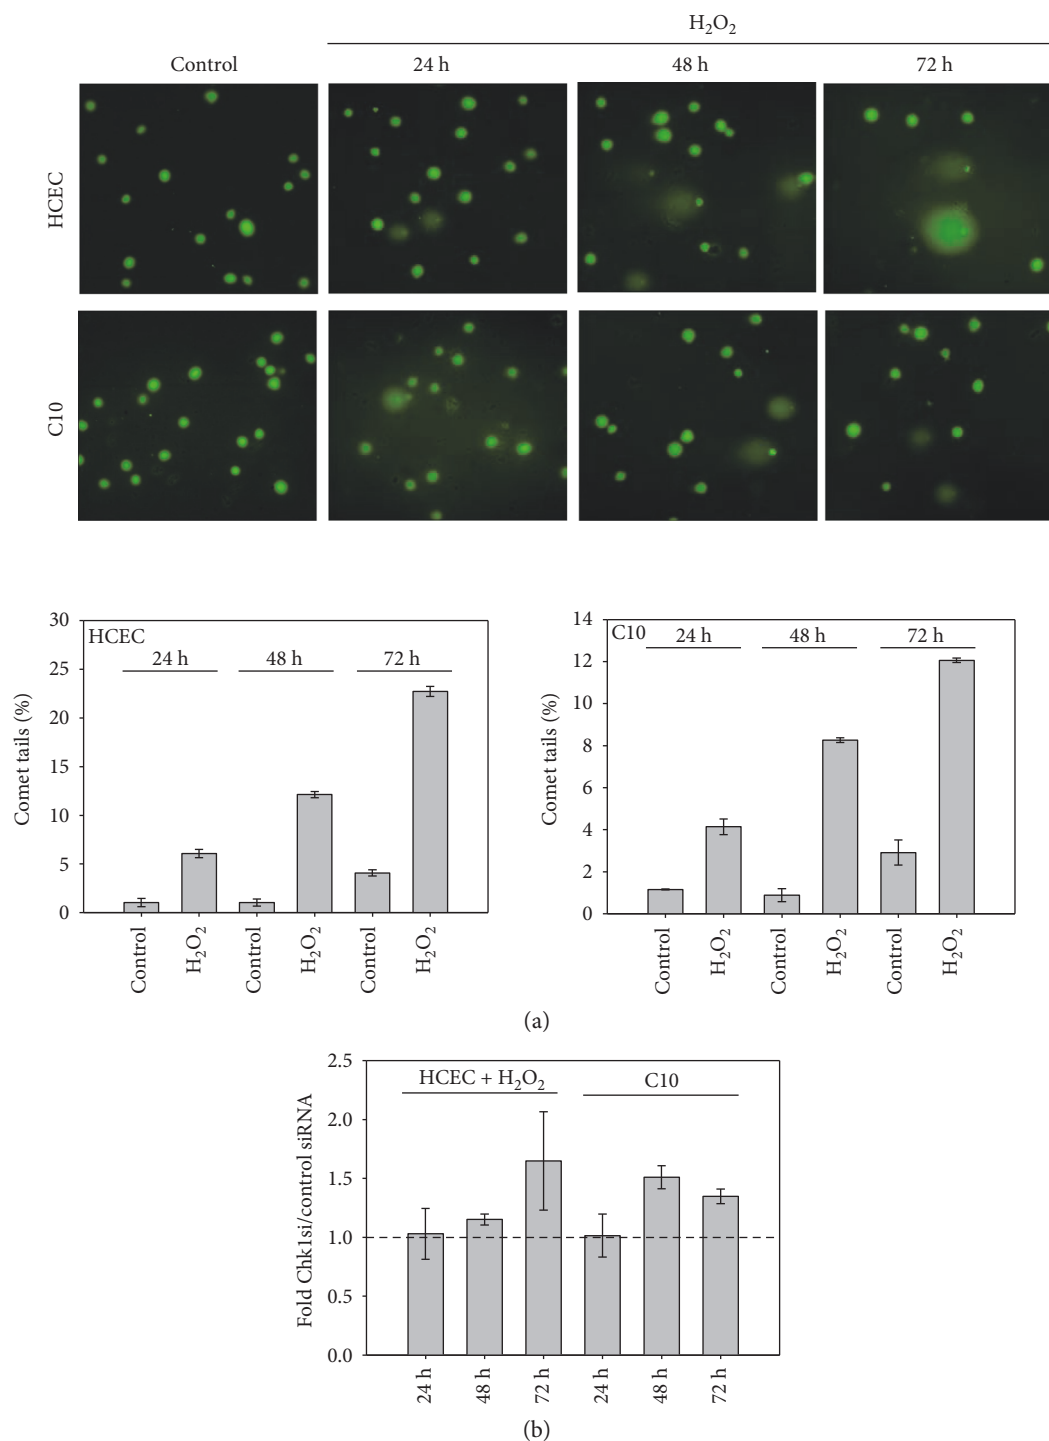 H₂O₂
Control 24 h 48 h 72 h
HCEC
C10
HCEC
24 h 48 h 72 h
30
25
20
15
10
5
0
Comet tails (%)
Control H₂O₂ Control H₂O₂ Control H₂O₂
C10
24 h 48 h 72 h
14
12
10
8
6
4
2
0
Comet tails (%)
Control H₂O₂ Control H₂O₂ Control H₂O₂
(a)
HCEC + H₂O₂ C10
2.5
2.0
1.5
1.0
0.5
0.0
Fold Chk1si/control siRNA
24 h 48 h 72 h 24 h 48 h 72 h
(b)